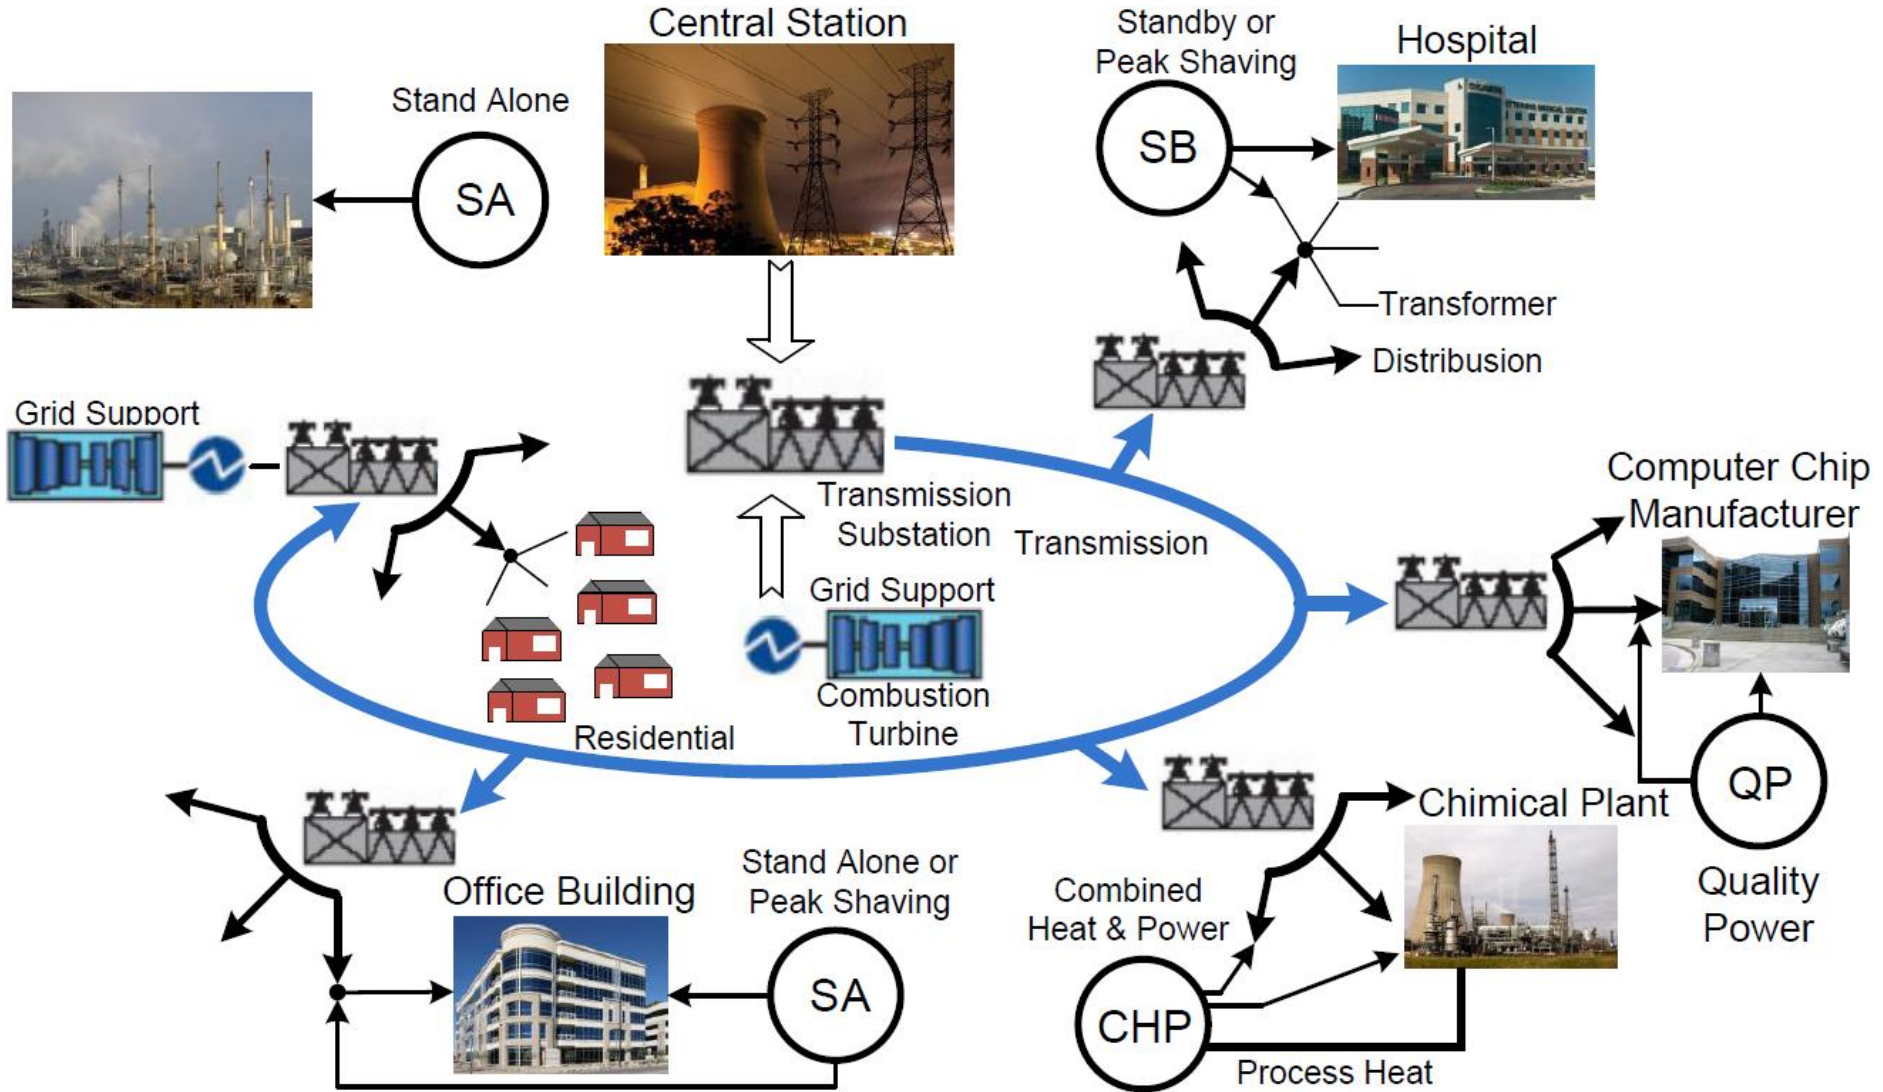 Central Station
Standby or
Peak Shaving
Hospital
Stand Alone
SA
SB
Transformer
Distribusion
Grid Support
Transmission
Substation
Transmission
Computer Chip
Manufacturer
Grid Support
Combustion
Turbine
Residential
QP
Quality
Power
Chimical Plant
Stand Alone or
Peak Shaving
Office Building
SA
Combined
Heat & Power
CHP
Process Heat